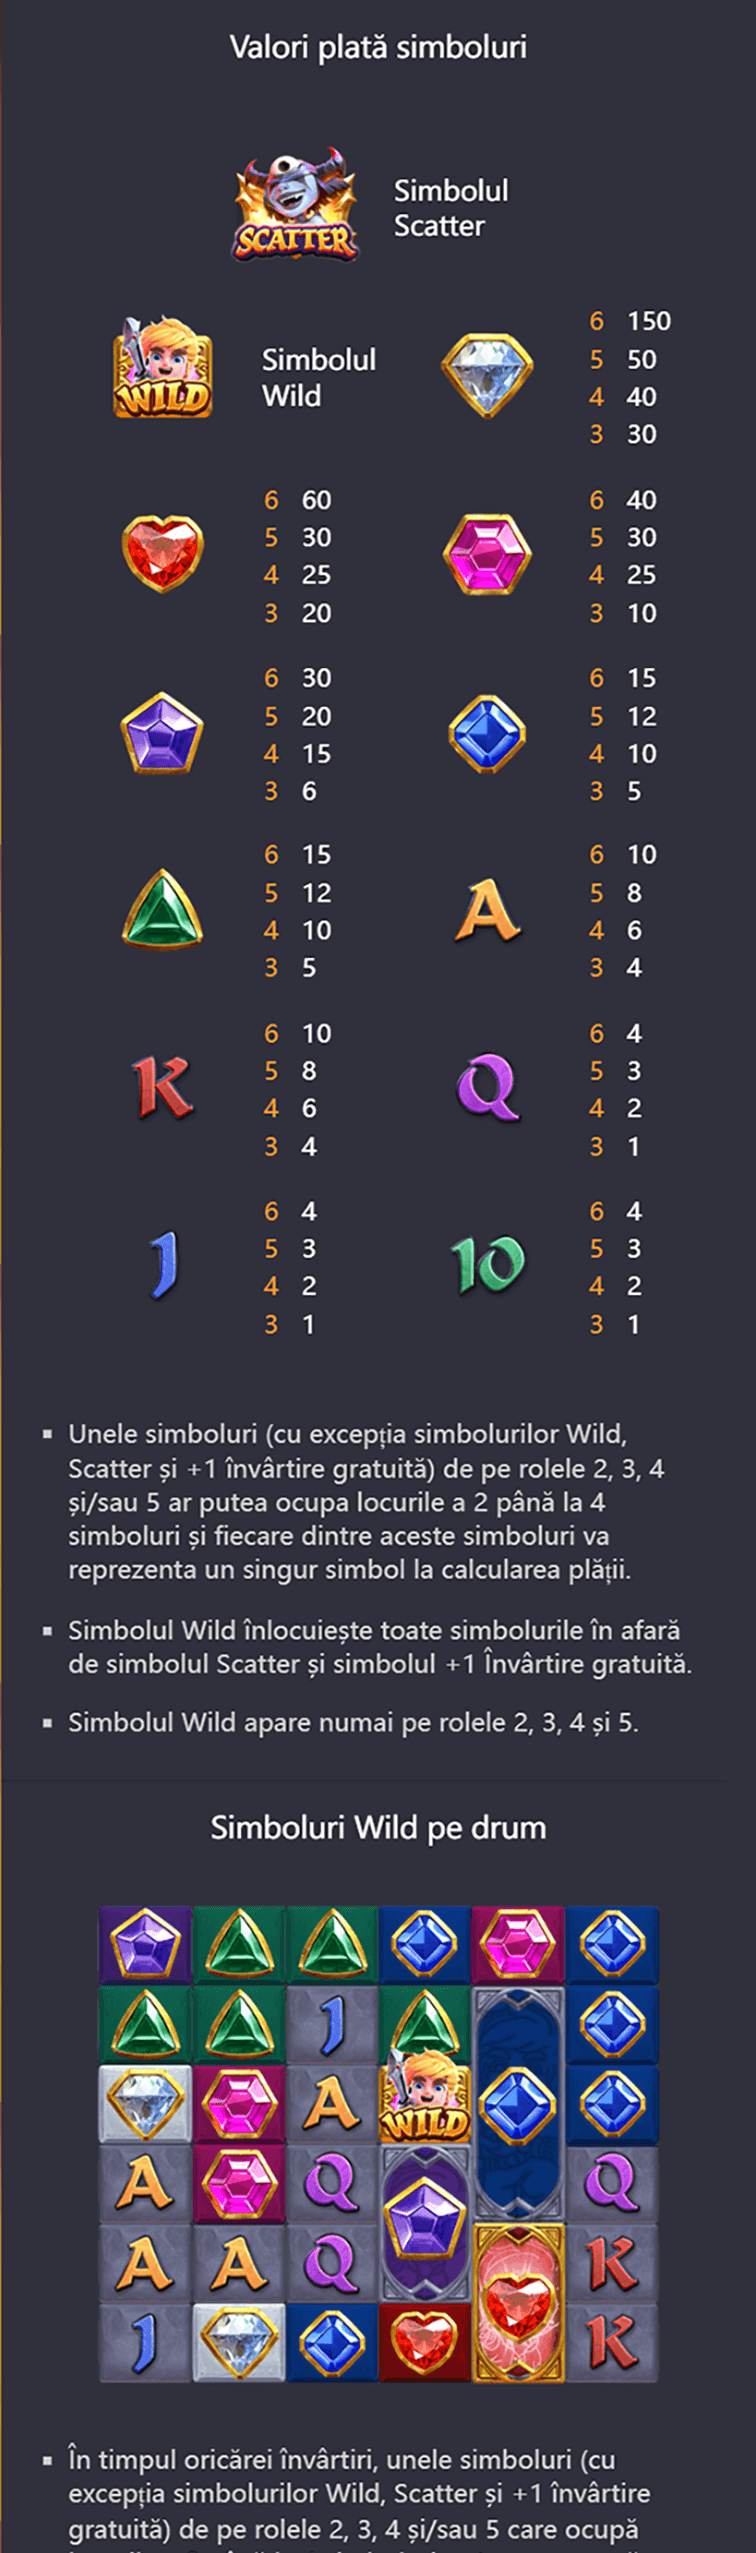 Valori plată simboluri
SCATTER
Simbolul
Scatter
WILD
Simbolul
Wild
6 150
5 50
4 40
3 30
6 60
5 30
4 25
3 20
6 40
5 30
4 25
3 10
6 30
5 20
4 15
3 6
6 15
5 12
4 10
3 5
6 15
5 12
4 10
3 5
A
6 10
5 8
4 6
3 4
K
6 10
5 8
4 6
3 4
Q
6 4
5 3
4 2
3 1
J
6 4
5 3
4 2
3 1
10
6 4
5 3
4 2
3 1
▪ Unele simboluri (cu excepția simbolurilor Wild,
Scatter și +1 învârtire gratuită) de pe rolele 2, 3, 4
și/sau 5 ar putea ocupa locurile a 2 până la 4
simboluri și fiecare dintre aceste simboluri va
reprezenta un singur simbol la calcularea plății.
▪ Simbolul Wild înlocuiește toate simbolurile în afară
de simbolul Scatter și simbolul +1 Învârtire gratuită.
▪ Simbolul Wild apare numai pe rolele 2, 3, 4 și 5.
Simboluri Wild pe drum
J
A WILD
A Q Q
A A Q K
J K
▪ În timpul oricărei învârtiri, unele simboluri (cu
excepția simbolurilor Wild, Scatter și +1 învârtire
gratuită) de pe rolele 2, 3, 4 și/sau 5 care ocupă